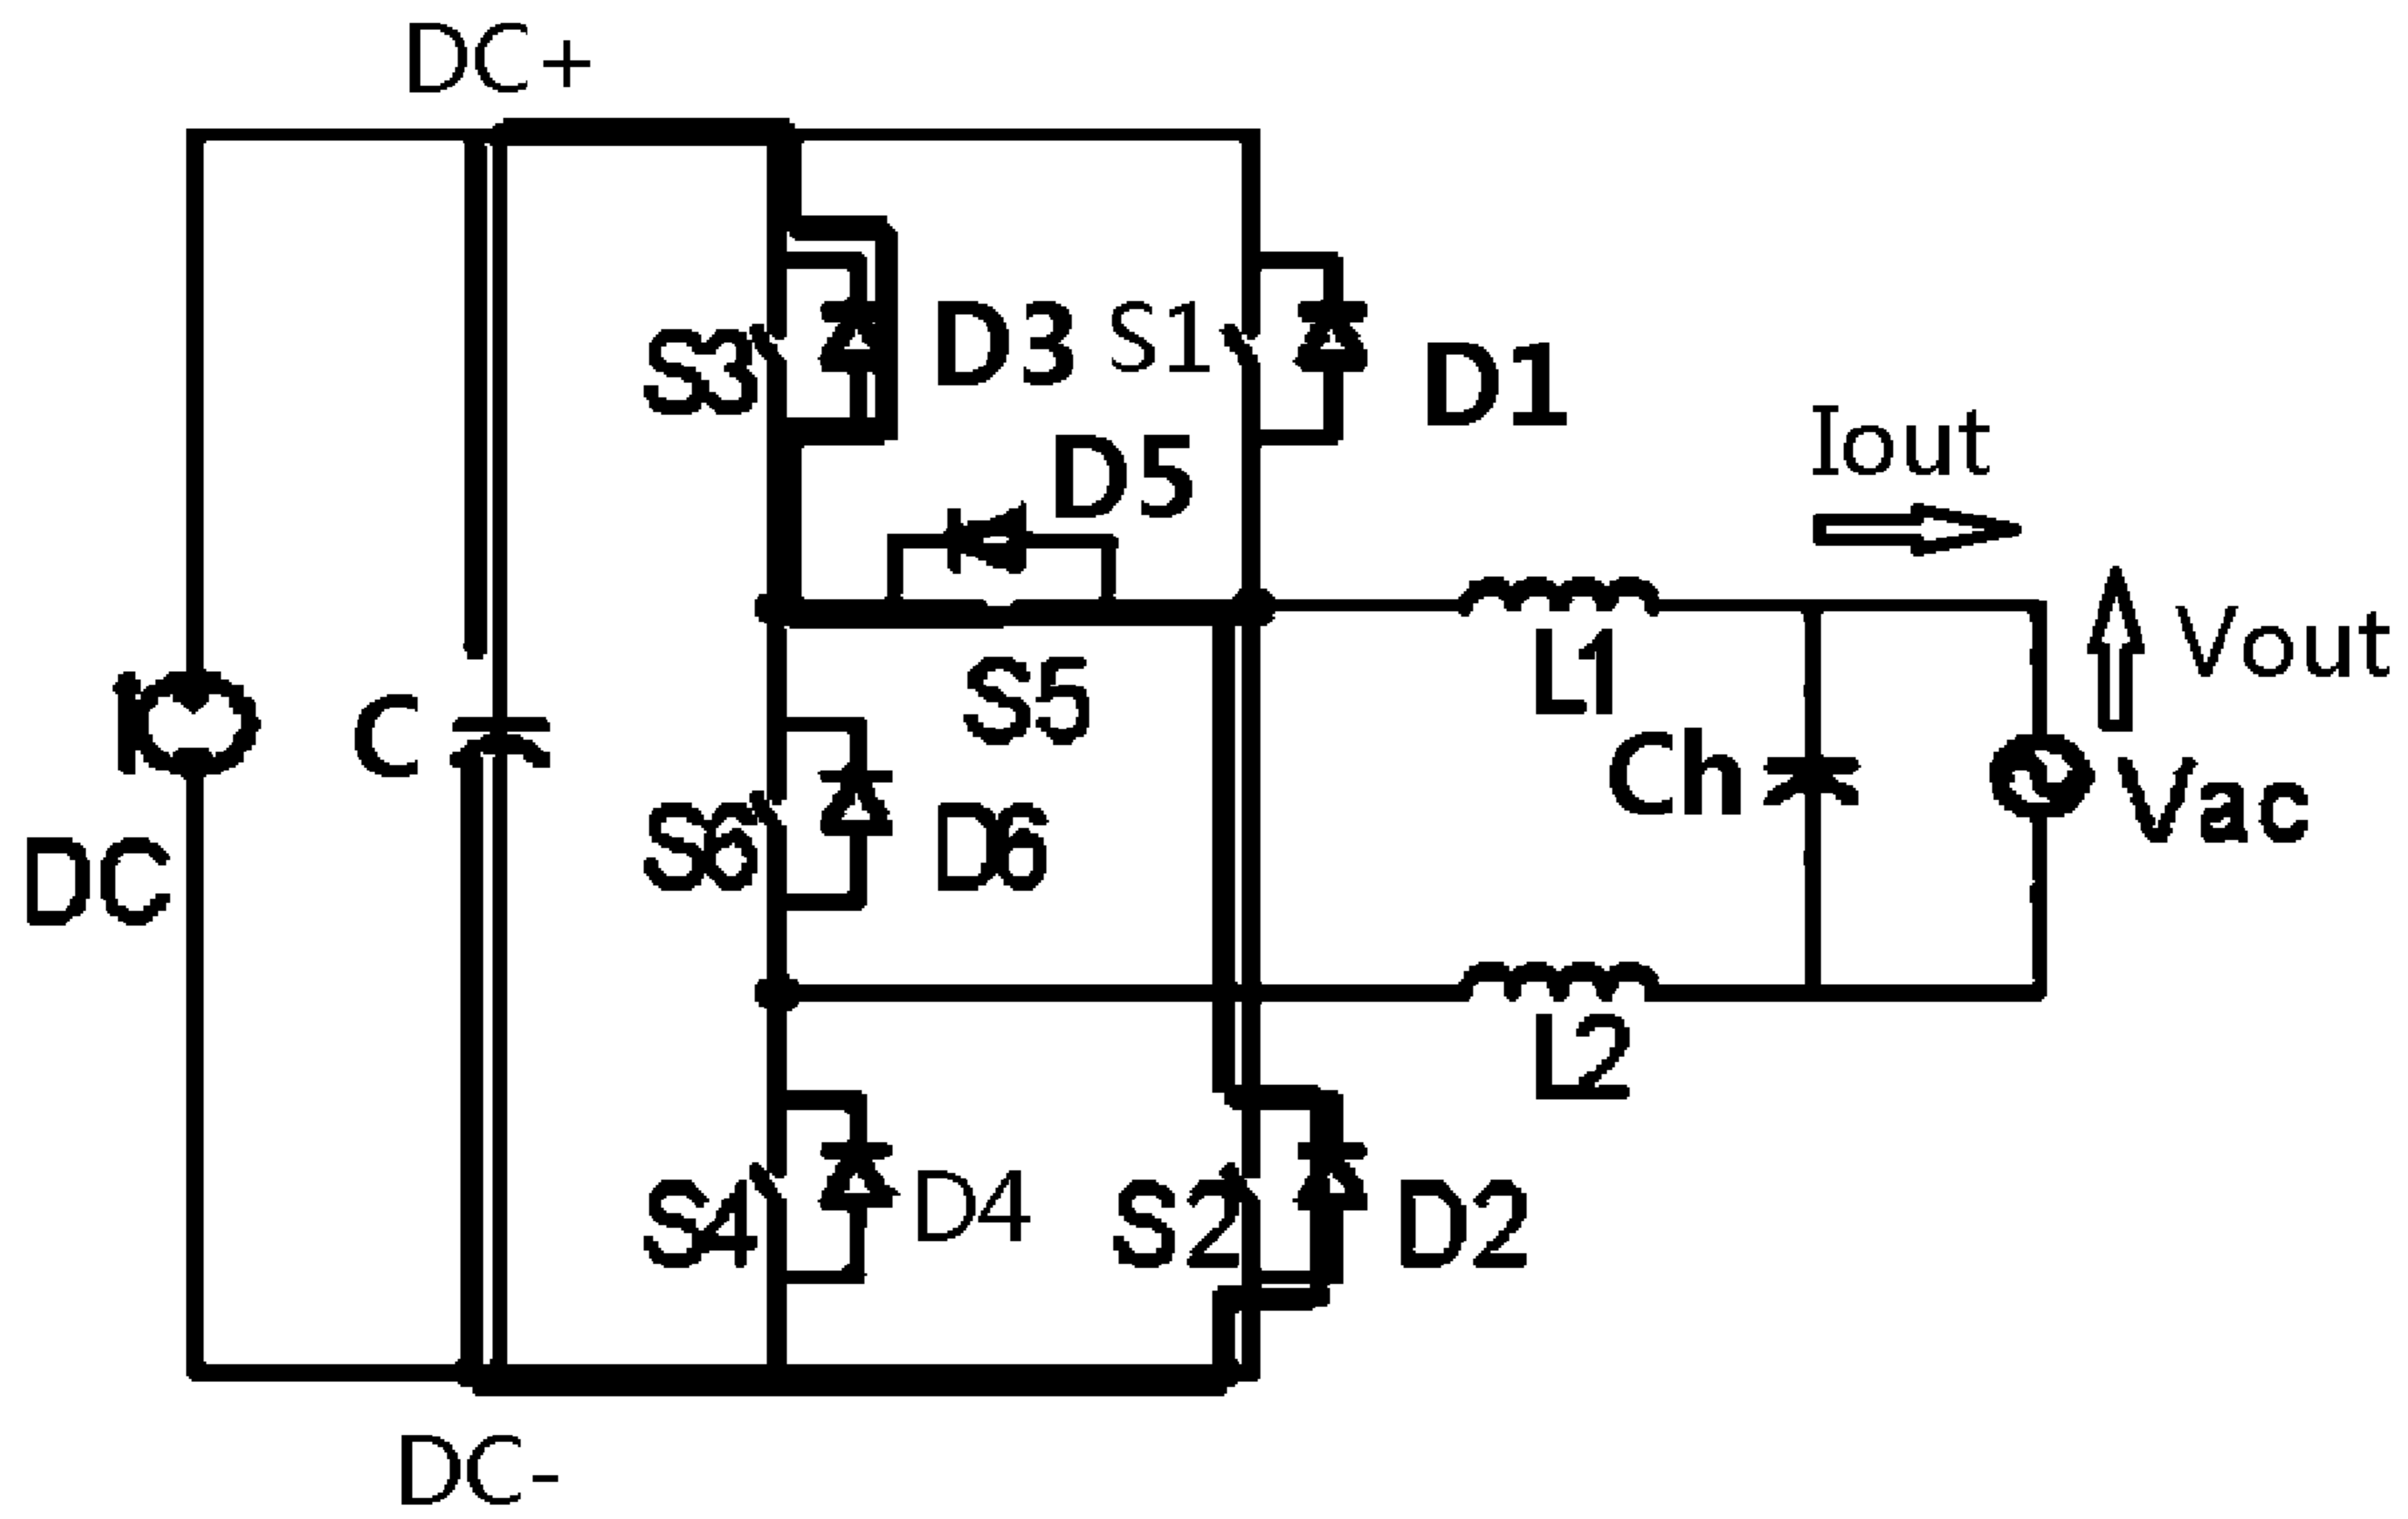 DC+
S3
D3
S1
D1
D5
Iout
S5
L1
Vout
C
Ch
Vac
DC
S6
D6
L2
S4
D4
S2
D2
DC-